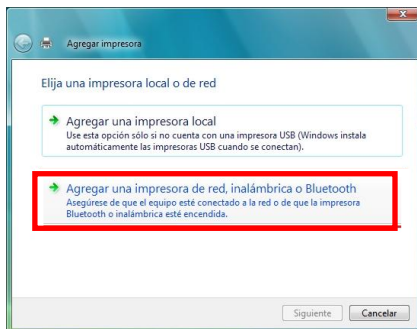 Agregar impresora
Elija una impresora local o de red
Agregar una impresora local
Use esta opción sólo si no cuenta con una impresora USB (Windows instala
automáticamente las impresoras USB cuando se conectan).
Agregar una impresora de red, inalámbrica o Bluetooth
Asegúrese de que el equipo esté conectado a la red o de que la impresora
Bluetooth o inalámbrica esté encendida.
Siguiente Cancelar